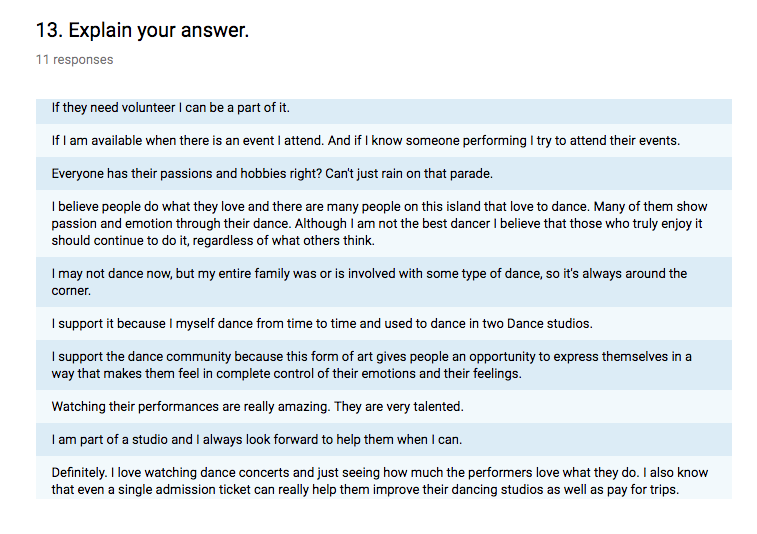 13. Explain your answer.
11 responses
If they need volunteer I can be a part of it.
If I am available when there is an event I attend. And if I know someone performing I try to attend their events.
Everyone has their passions and hobbies right? Can't just rain on that parade.
I believe people do what they love and there are many people on this island that love to dance. Many of them show
passion and emotion through their dance. Although I am not the best dancer I believe that those who truly enjoy it
should continue to do it, regardless of what others think.
I may not dance now, but my entire family was or is involved with some type of dance, so it's always around the
corner.
I support it because I myself dance from time to time and used to dance in two Dance studios.
I support the dance community because this form of art gives people an opportunity to express themselves in a
way that makes them feel in complete control of their emotions and their feelings.
Watching their performances are really amazing. They are very talented.
I am part of a studio and I always look forward to help them when I can.
Definitely. I love watching dance concerts and just seeing how much the performers love what they do. I also know
that even a single admission ticket can really help them improve their dancing studios as well as pay for trips.